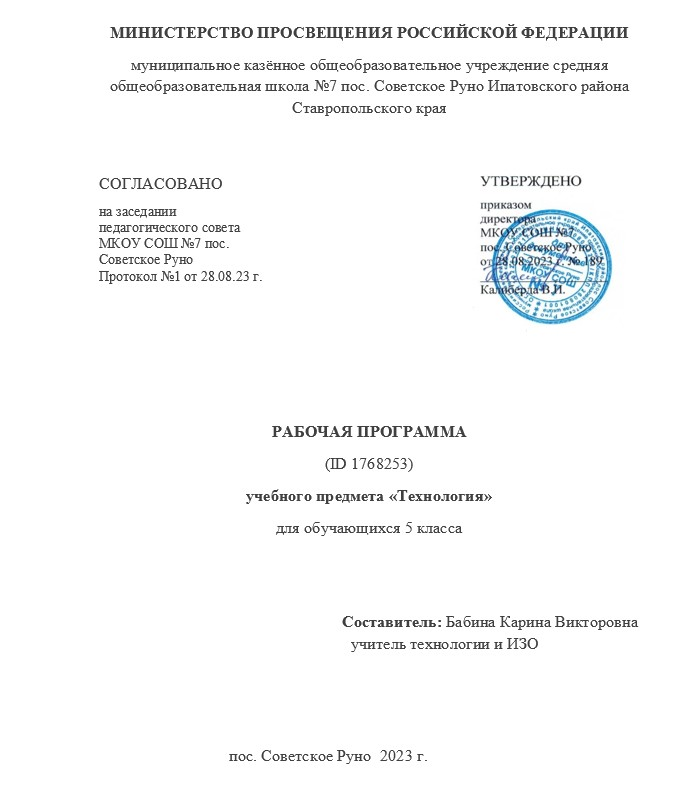 МИНИСТЕРСТВО ПРОСВЕЩЕНИЯ РОССИЙСКОЙ ФЕДЕРАЦИИ
муниципальное казённое общеобразовательное учреждение средняя
общеобразовательная школа №7 пос. Советское Руно Ипатовского района
Ставропольского края
СОГЛАСОВАНО
на заседании
педагогического совета
МКОУ СОШ №7 пос.
Советское Руно
Протокол №1 от 28.08.23 г.
УТВЕРЖДЕНО
приказом
директора
МКОУ СОШ №7
пос. Советское Руно
от 28.08.2023 г. № 189
Калиберда В.И.
МКОУ СОШ
№7
РАБОЧАЯ ПРОГРАММА
(ID 1768253)
учебного предмета «Технология»
для обучающихся 5 класса
Составитель: Бабина Карина Викторовна
учитель технологии и ИЗО
пос. Советское Руно 2023 г.